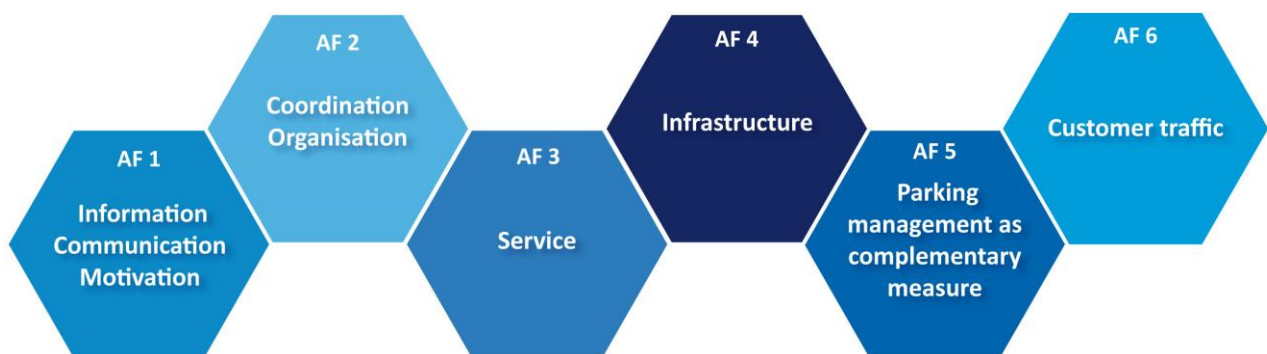 AF 1
Information
Communication
Motivation
AF 2
Coordination
Organisation
AF 3
Service
AF 4
Infrastructure
AF 5
Parking
management as
complementary
measure
AF 6
Customer traffic